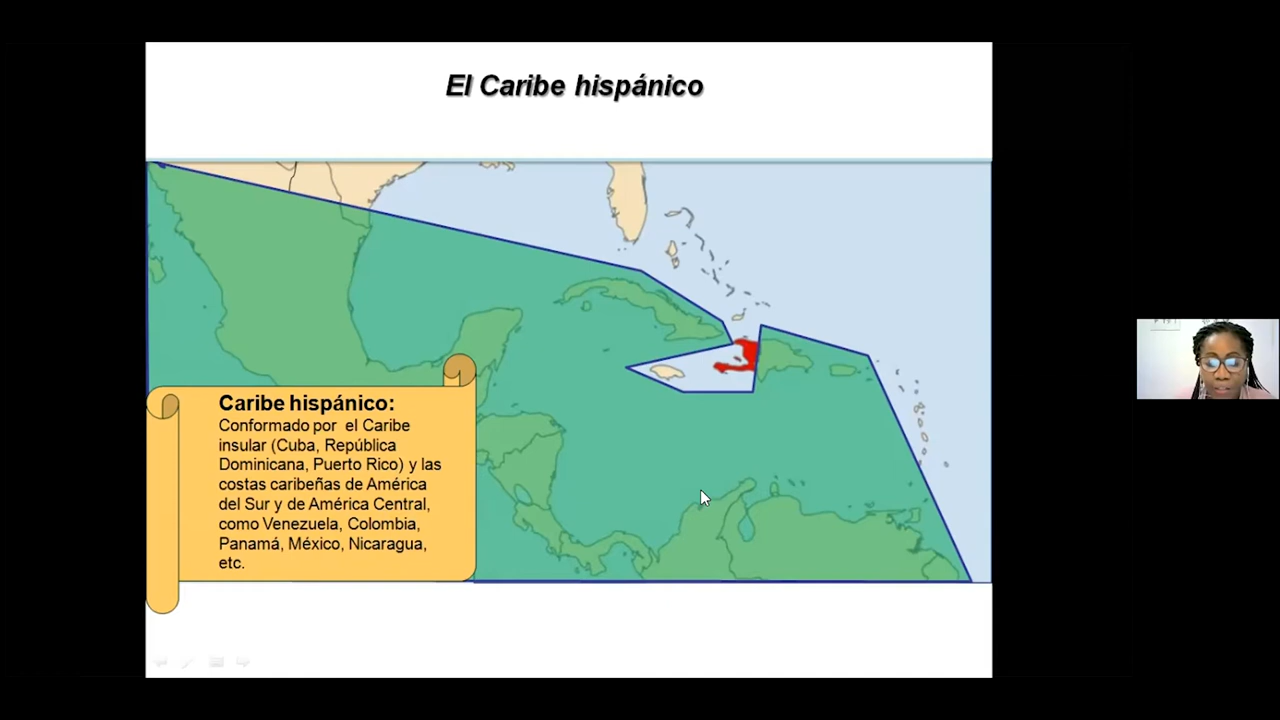 El Caribe hispánico
Caribe hispánico:
Conformado por el Caribe
insular (Cuba, República
Dominicana, Puerto Rico) y las
costas caribeñas de América
del Sur y de América Central,
como Venezuela, Colombia,
Panamá, México, Nicaragua,
etc.